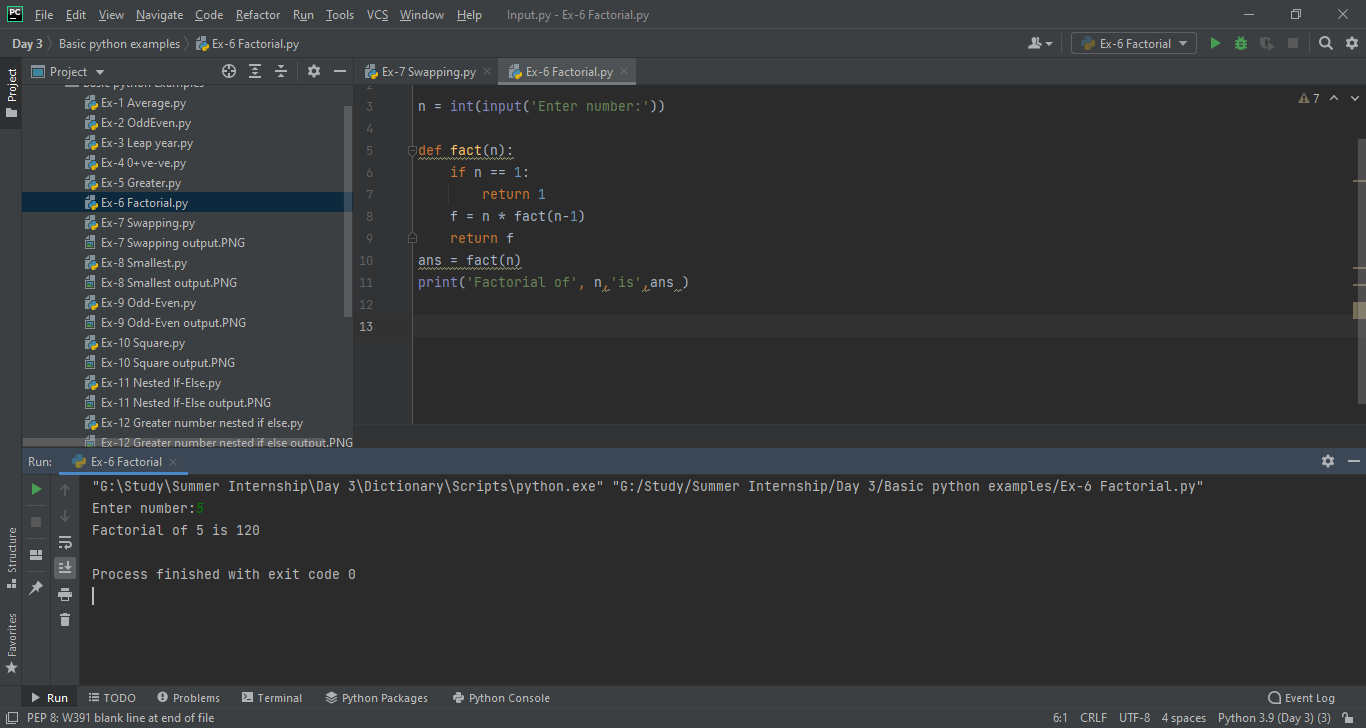 PC File Edit View Navigate Code Refactor Run Tools VCS Window Help Input.py - Ex-6 Factorial.py
Day 3 Basic python examples Ex-6 Factorial.py Ex-6 Factorial
Project Project Ex-7 Swapping.py Ex-6 Factorial.py
Basic python examples
Ex-1 Average.py
Ex-2 OddEven.py
Ex-3 Leap year.py
Ex-4 0+ve-ve.py
Ex-5 Greater.py
Ex-6 Factorial.py
Ex-7 Swapping.py
Ex-7 Swapping output.PNG
Ex-8 Smallest.py
Ex-8 Smallest output.PNG
Ex-9 Odd-Even.py
Ex-9 Odd-Even output.PNG
Ex-10 Square.py
Ex-10 Square output.PNG
Ex-11 Nested If-Else.py
Ex-11 Nested If-Else output.PNG
Ex-12 Greater number nested if else.py
Ex-12 Greater number nested if else output.PNG
2
3 n = int(input('Enter number:'))
4
5 def fact(n):
6 if n == 1:
7 return 1
8 f = n * fact(n-1)
9 return f
10 ans = fact(n)
11 print('Factorial of', n,'is',ans )
12
13
7
Run: Ex-6 Factorial
"G:\Study\Summer Internship\Day 3\Dictionary\Scripts\python.exe" "G:/Study/Summer Internship/Day 3/Basic python examples/Ex-6 Factorial.py"
Enter number:5
Factorial of 5 is 120
Process finished with exit code 0
Structure
Favorites
Run TODO Problems Terminal Python Packages Python Console Event Log
PEP 8: W391 blank line at end of file 6:1 CRLF UTF-8 4 spaces Python 3.9 (Day 3) (3)